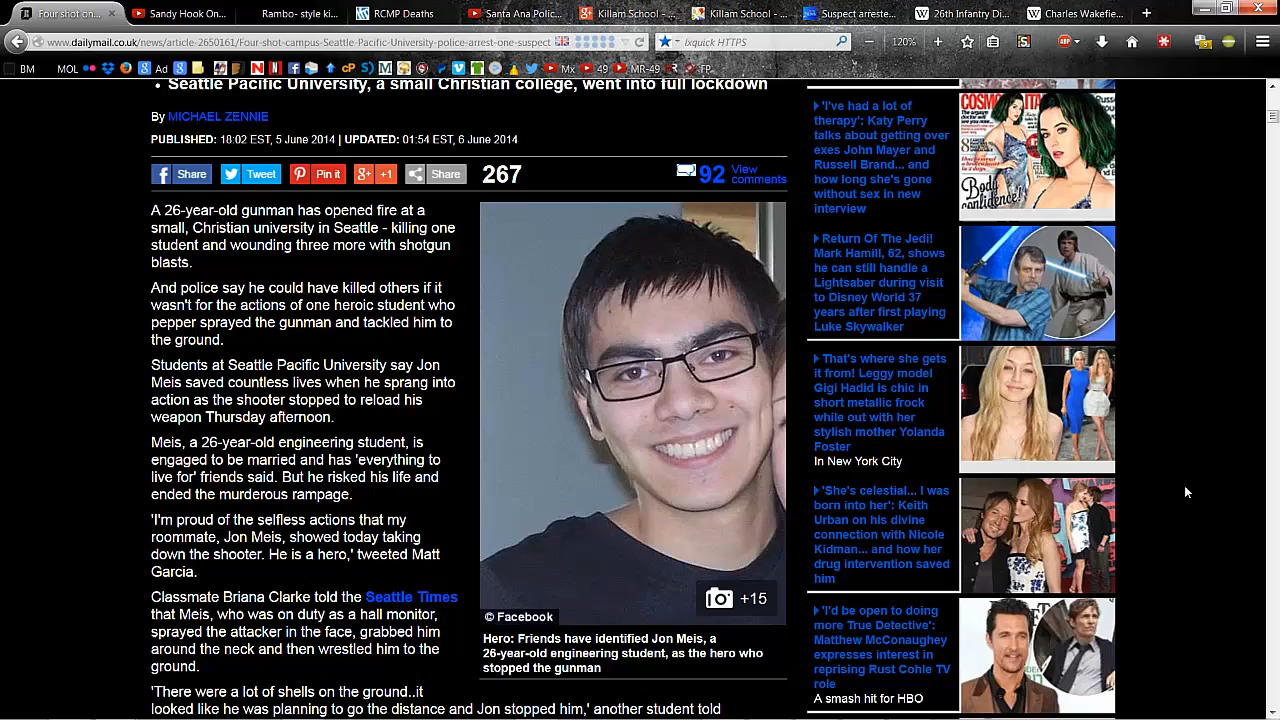 Four shot on...
Sandy Hook On...
Rambo- style ki...
RCMP Deaths
Santa Ana Polic...
Killam School - ...
Killam School - ...
Suspect arreste...
26th Infantry Di...
Charles Wakefie...
www.dailymail.co.uk/news/article-2650161/Four-shot-campus-Seattle-Pacific-University-police-arrest-one-suspect
Ixquick HTTPS
120%
BM
MOL
Ad
cP
Mx
49
MR-49
FP
• Seattle Pacific University, a small Christian college, went into full lockdown
By MICHAEL ZENNIE
UPDATED: 01:54 EST, 6 June 2014
Share
Tweet
Pin it
+1
Share
267
92
View comments
A 26-year-old gunman has opened fire at a
small, Christian university in Seattle - killing one
student and wounding three more with shotgun
blasts.
And police say he could have killed others if it
wasn't for the actions of one heroic student who
pepper sprayed the gunman and tackled him to
the ground.
Students at Seattle Pacific University say Jon
Meis saved countless lives when he sprang into
action as the shooter stopped to reload his
weapon Thursday afternoon.
Meis, a 26-year-old engineering student, is
engaged to be married and has 'everything to
live for' friends said. But he risked his life and
ended the murderous rampage.
'I'm proud of the selfless actions that my
roommate, Jon Meis, showed today taking
down the shooter. He is a hero,' tweeted Matt
Garcia.
Classmate Briana Clarke told the Seattle Times
that Meis, who was on duty as a hall monitor,
sprayed the attacker in the face, grabbed him
around the neck and then wrestled him to the
ground.
'There were a lot of shells on the ground..it
looked like he was planning to go the distance and Jon stopped him,' another student told
+15
© Facebook
Hero: Friends have identified Jon Meis, a
26-year-old engineering student, as the hero who
stopped the gunman
'I've had a lot of
therapy': Katy Perry
talks about getting over
exes John Mayer and
Russell Brand... and
how long she's gone
without sex in new
interview
COSMO
Body
confidence!
Return Of The Jedi!
Mark Hamill, 62, shows
he can still handle a
Lightsaber during visit
to Disney World 37
years after first playing
Luke Skywalker
That's where she gets
it from! Leggy model
Gigi Hadid is chic in
short metallic frock
while out with her
stylish mother Yolanda
Foster
In New York City
'She's celestial... I was
born into her': Keith
Urban on his divine
connection with Nicole
Kidman... and how her
drug intervention saved
him
'I'd be open to doing
more True Detective':
Matthew McConaughey
expresses interest in
reprising Rust Cohle TV
role
A smash hit for HBO